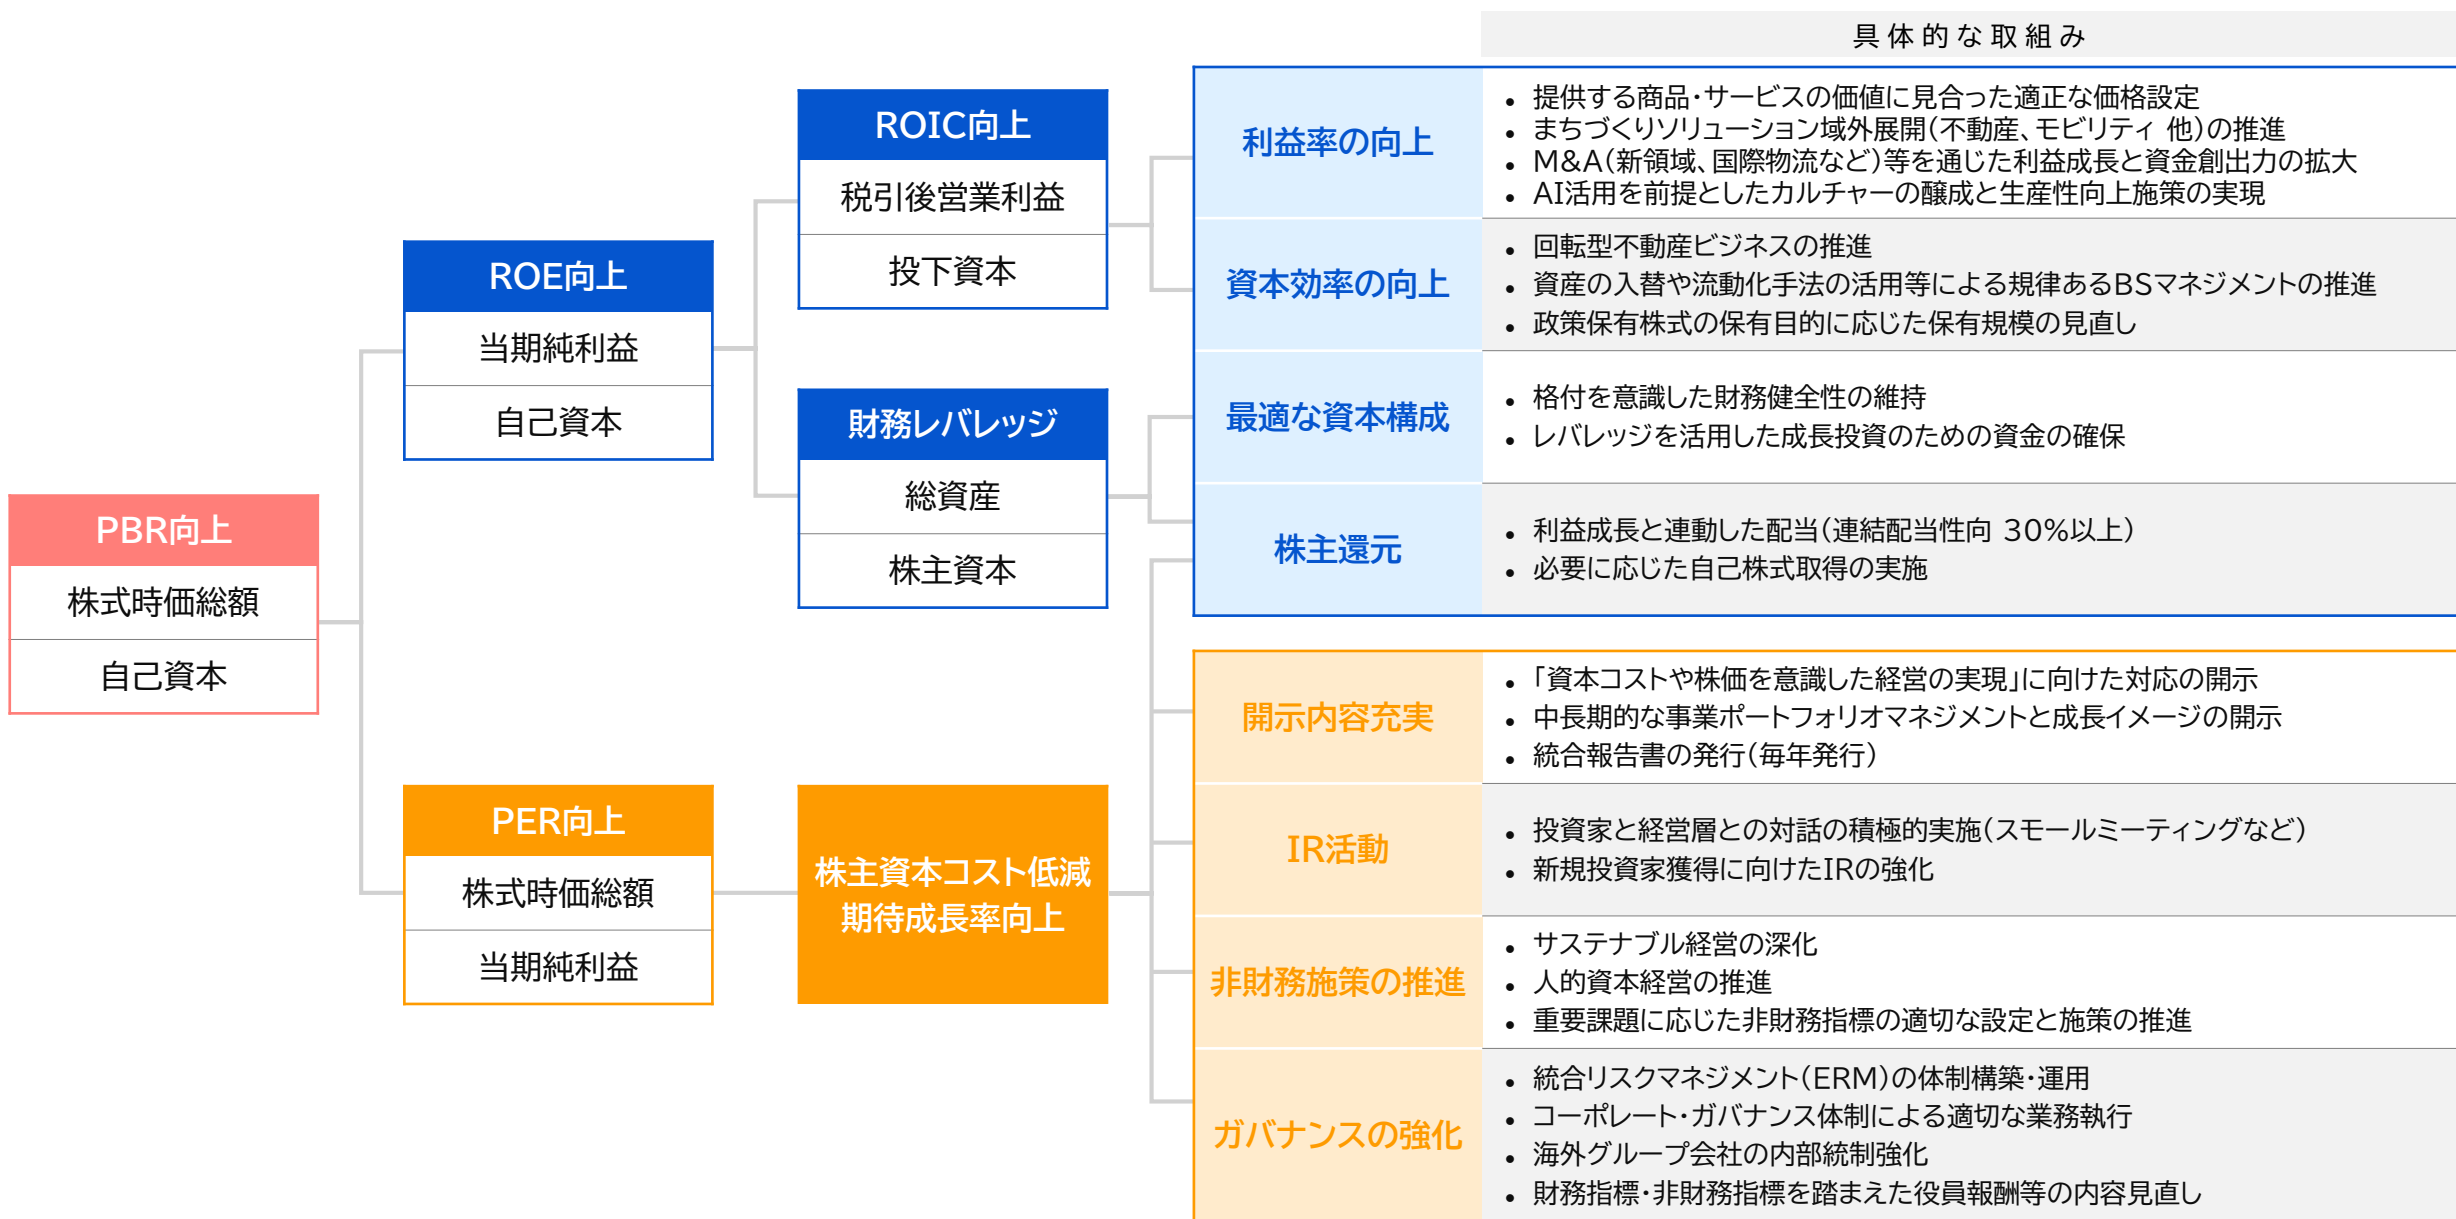 具体的な取組み
PBR向上
株式時価総額
自己資本
ROE向上
当期純利益
自己資本
PER向上
株式時価総額
当期純利益
ROIC向上
税引後営業利益
投下資本
財務レバレッジ
総資産
株主資本
株主資本コスト低減
期待成長率向上
利益率の向上
• 提供する商品・サービスの価値に見合った適正な価格設定
• まちづくりソリューション域外展開(不動産、モビリティ 他)の推進
• M&A(新領域、国際物流など)等を通じた利益成長と資金創出力の拡大
• AI活用を前提としたカルチャーの醸成と生産性向上施策の実現
資本効率の向上
• 回転型不動産ビジネスの推進
• 資産の入替や流動化手法の活用等による規律あるBSマネジメントの推進
• 政策保有株式の保有目的に応じた保有規模の見直し
最適な資本構成
• 格付を意識した財務健全性の維持
• レバレッジを活用した成長投資のための資金の確保
株主還元
• 利益成長と連動した配当(連結配当性向 30%以上)
• 必要に応じた自己株式取得の実施
開示内容充実
• 「資本コストや株価を意識した経営の実現」に向けた対応の開示
• 中長期的な事業ポートフォリオマネジメントと成長イメージの開示
• 統合報告書の発行(毎年発行)
IR活動
• 投資家と経営層との対話の積極的実施(スモールミーティングなど)
• 新規投資家獲得に向けたIRの強化
非財務施策の推進
• サステナブル経営の深化
• 人的資本経営の推進
• 重要課題に応じた非財務指標の適切な設定と施策の推進
ガバナンスの強化
• 統合リスクマネジメント(ERM)の体制構築・運用
• コーポレート・ガバナンス体制による適切な業務執行
• 海外グループ会社の内部統制強化
• 財務指標・非財務指標を踏まえた役員報酬等の内容見直し